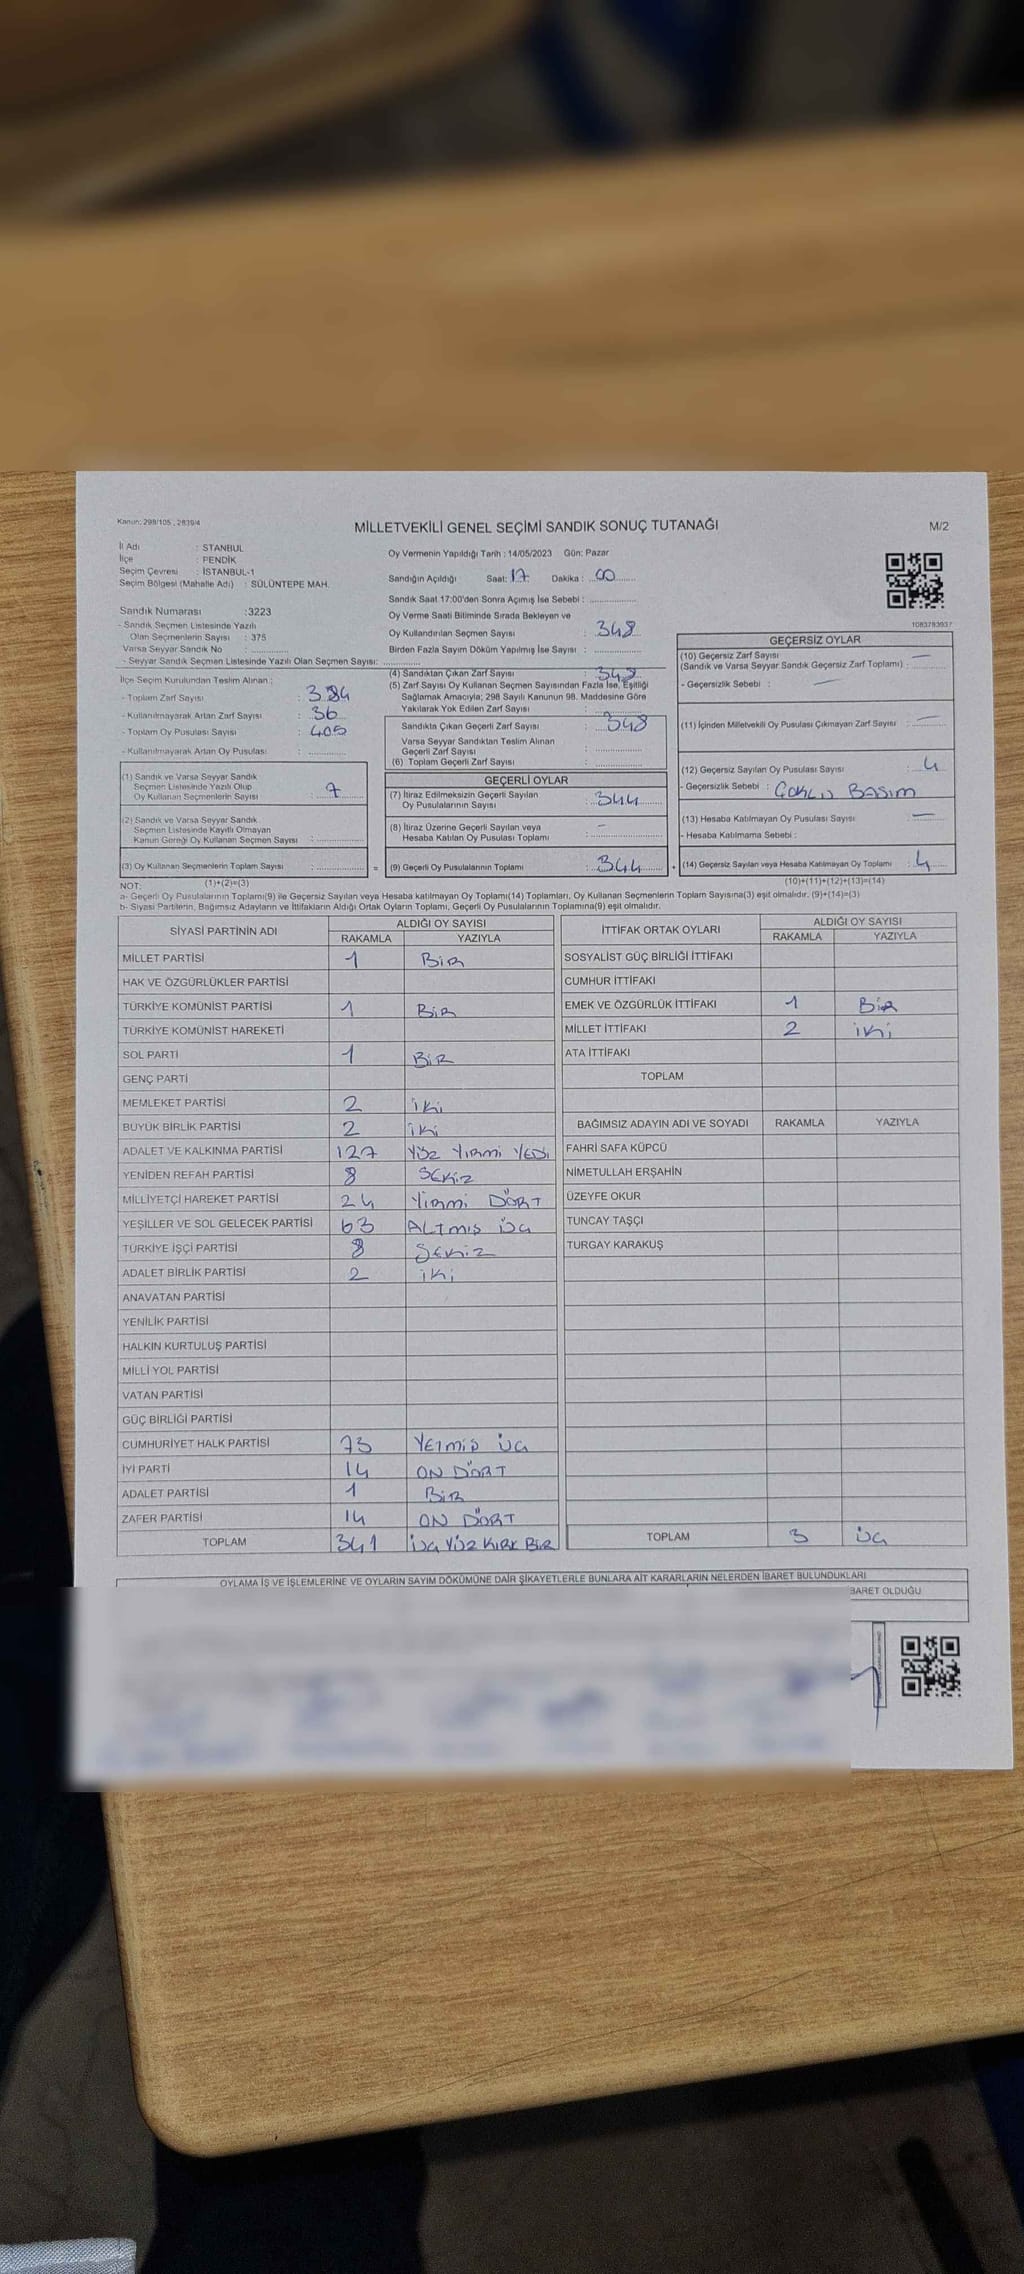 Kanun: 298/105 , 2839/4
MİLLETVEKİLİ GENEL SEÇİMİ SANDIK SONUÇ TUTANAĞI
M/2
İl Adı : STANBUL
İlçe : PENDİK
Seçim Çevresi : İSTANBUL-1
Seçim Bölgesi (Mahalle Adı) : SÜLÜNTEPE MAH.
Sandık Numarası :3223
- Sandık Seçmen Listesinde Yazılı
Olan Seçmenlerin Sayısı : 375
Varsa Seyyar Sandık No :
- Seyyar Sandık Seçmen Listesinde Yazılı Olan Seçmen Sayısı:
İlçe Seçim Kurulundan Teslim Alınan ;
- Toplam Zarf Sayısı : 384
- Kullanılmayarak Artan Zarf Sayısı : 36
- Toplam Oy Pusulası Sayısı : 405
- Kullanılmayarak Artan Oy Pusulası :
(1) Sandık ve Varsa Seyyar Sandık
Seçmen Listesinde Yazılı Olup
Oy Kullanan Seçmenlerin Sayısı : 7
(2) Sandık ve Varsa Seyyar Sandık
Seçmen Listesinde Kayıtlı Olmayan
Kanun Gereği Oy Kullanan Seçmen Sayısı :
(3) Oy Kullanan Seçmenlerin Toplam Sayısı : =
(1)+(2)=(3)
Oy Vermenin Yapıldığı Tarih : 14/05/2023 Gün: Pazar
Sandığın Açıldığı Saat: 17 Dakika : 00
Sandık Saat 17:00'den Sonra Açımış İse Sebebi :
Oy Verme Saati Bitiminde Sırada Bekleyen ve
Oy Kullandırılan Seçmen Sayısı : 348
Birden Fazla Sayım Döküm Yapılmış İse Sayısı :
(4) Sandıktan Çıkan Zarf Sayısı : 348
(5) Zarf Sayısı Oy Kullanan Seçmen Sayısından Fazla İse, Eşitliği
Sağlamak Amacıyla; 298 Sayılı Kanunun 98. Maddesine Göre
Yakılarak Yok Edilen Zarf Sayısı :
Sandıkta Çıkan Geçerli Zarf Sayısı : 348
Varsa Seyyar Sandıktan Teslim Alınan
Geçerli Zarf Sayısı :
(6) Toplam Geçerli Zarf Sayısı :
GEÇERLİ OYLAR
(7) İtiraz Edilmeksizin Geçerli Sayılan
Oy Pusulalarının Sayısı : 344
(8) İtiraz Üzerine Geçerli Sayılan veya
Hesaba Katılan Oy Pusulası Toplamı : -
(9) Geçerli Oy Pusulalarının Toplamı : 344 +
1083783937
GEÇERSİZ OYLAR
(10) Geçersiz Zarf Sayısı
(Sandık ve Varsa Seyyar Sandık Geçersiz Zarf Toplamı) : —
- Geçersizlik Sebebi : —
(11) İçinden Milletvekili Oy Pusulası Çıkmayan Zarf Sayısı : —
(12) Geçersiz Sayılan Oy Pusulası Sayısı : 4
- Geçersizlik Sebebi : ÇOKLU BASIM
(13) Hesaba Katılmayan Oy Pusulası Sayısı : —
- Hesaba Katılmama Sebebi :
(14) Geçersiz Sayılan veya Hesaba Katılmayan Oy Toplamı : 4
(10)+(11)+(12)+(13)=(14)
NOT:
a- Geçerli Oy Pusulalarının Toplamı(9) ile Geçersiz Sayılan veya Hesaba katılmayan Oy Toplamı(14) Toplamları, Oy Kullanan Seçmenlerin Toplam Sayısına(3) eşit olmalıdır. (9)+(14)=(3)
b- Siyasi Partilerin, Bağımsız Adayların ve İttifakların Aldığı Ortak Oyların Toplamı, Geçerli Oy Pusulalarının Toplamına(9) eşit olmalıdır.
SİYASİ PARTİNİN ADI ALDIĞI OY SAYISI
RAKAMLA YAZIYLA
MİLLET PARTİSİ 1 BİR
HAK VE ÖZGÜRLÜKLER PARTİSİ
TÜRKİYE KOMÜNİST PARTİSİ 1 BİR
TÜRKİYE KOMÜNİST HAREKETİ
SOL PARTİ 1 BİR
GENÇ PARTİ
MEMLEKET PARTİSİ 2 iki
BÜYÜK BİRLİK PARTİSİ 2 iki
ADALET VE KALKINMA PARTİSİ 127 YÜZ YİRMİ YEDİ
YENİDEN REFAH PARTİSİ 8 SEKİZ
MİLLİYETÇİ HAREKET PARTİSİ 24 YİRMİ DÖRT
YEŞİLLER VE SOL GELECEK PARTİSİ 63 ALTMIŞ ÜÇ
TÜRKİYE İŞÇİ PARTİSİ 8 SEKİZ
ADALET BİRLİK PARTİSİ 2 iki
ANAVATAN PARTİSİ
YENİLİK PARTİSİ
HALKIN KURTULUŞ PARTİSİ
MİLLİ YOL PARTİSİ
VATAN PARTİSİ
GÜÇ BİRLİĞİ PARTİSİ
CUMHURİYET HALK PARTİSİ 73 YETMİŞ ÜÇ
İYİ PARTİ 14 ON DÖRT
ADALET PARTİSİ 1 BİR
ZAFER PARTİSİ 14 ON DÖRT
TOPLAM 341 ÜÇ YÜZ KIRK BİR
İTTİFAK ORTAK OYLARI ALDIĞI OY SAYISI
RAKAMLA YAZIYLA
SOSYALİST GÜÇ BİRLİĞİ İTTİFAKI
CUMHUR İTTİFAKI
EMEK VE ÖZGÜRLÜK İTTİFAKI 1 BİR
MİLLET İTTİFAKI 2 iki
ATA İTTİFAKI
TOPLAM
BAĞIMSIZ ADAYIN ADI VE SOYADI RAKAMLA YAZIYLA
FAHRİ SAFA KÜPCÜ
NİMETULLAH ERŞAHİN
ÜZEYFE OKUR
TUNCAY TAŞÇI
TURGAY KARAKUŞ
TOPLAM 3 ÜÇ
OYLAMA İŞ VE İŞLEMLERİNE VE OYLARIN SAYIM DÖKÜMÜNE DAİR ŞİKAYETLERLE BUNLARA AİT KARARLARIN NELERDEN İBARET BULUNDUKLARI
BARET OLDUĞU